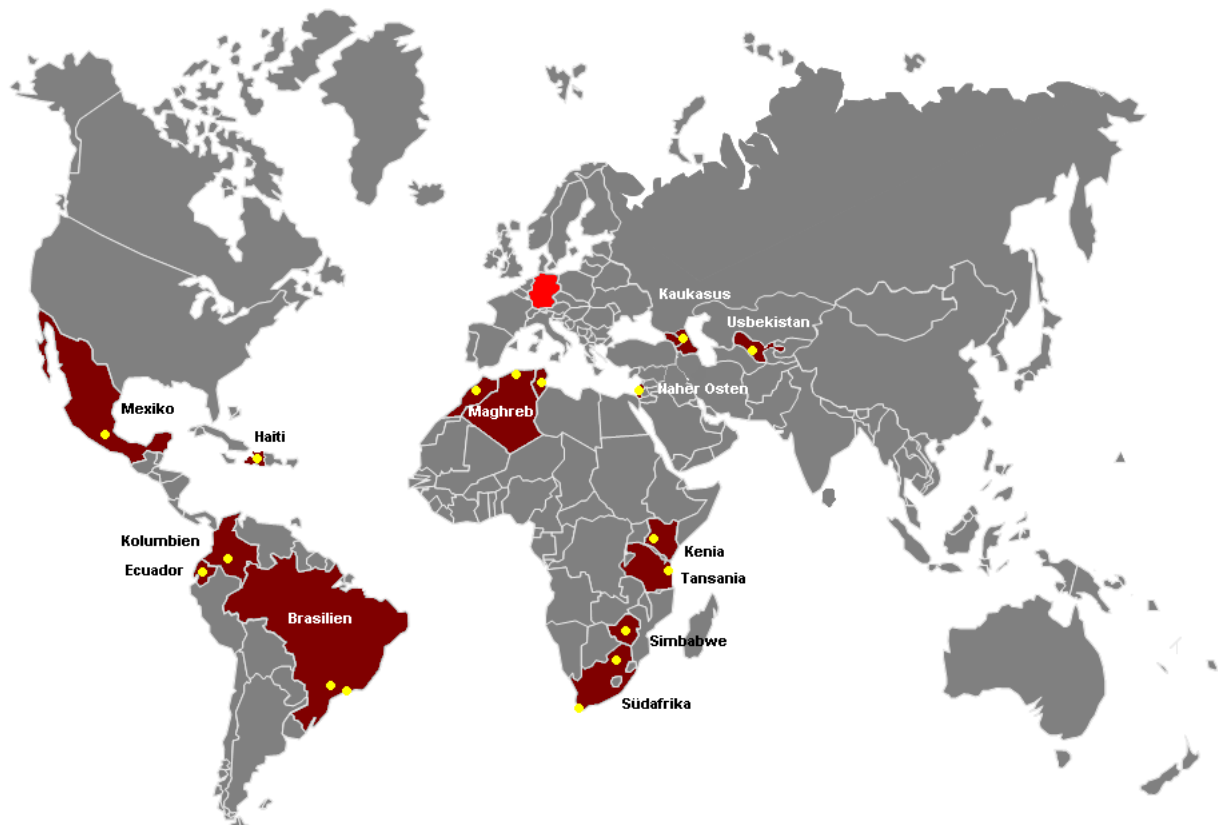 Kaukasus
Usbekistan
Naher Osten
Maghreb
Mexiko
Haiti
Kolumbien
Ecuador
Brasilien
Kenia
Tansania
Simbabwe
Südafrika